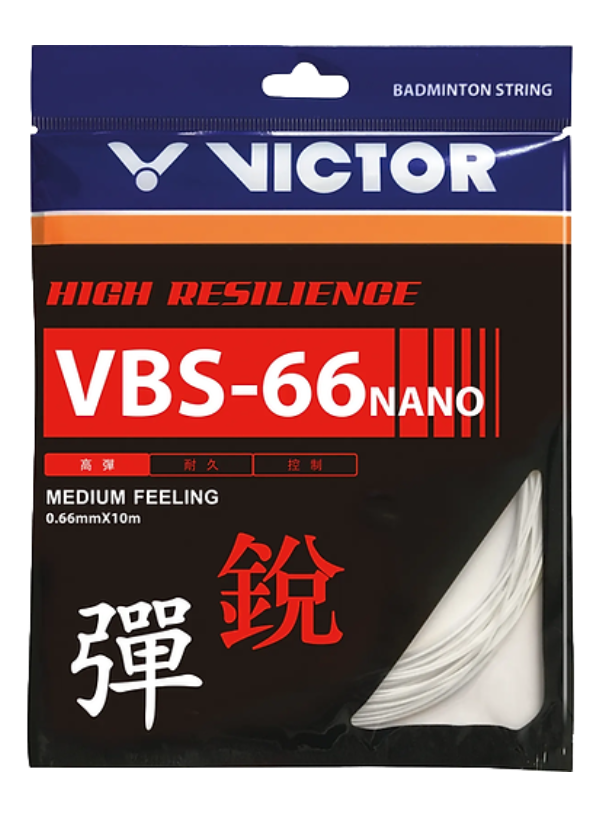 BADMINTON STRING
VICTOR
HIGH RESILIENCE
VBS-66NANO
高彈 耐久 控制
MEDIUM FEELING
0.66mmX10m
銳
彈